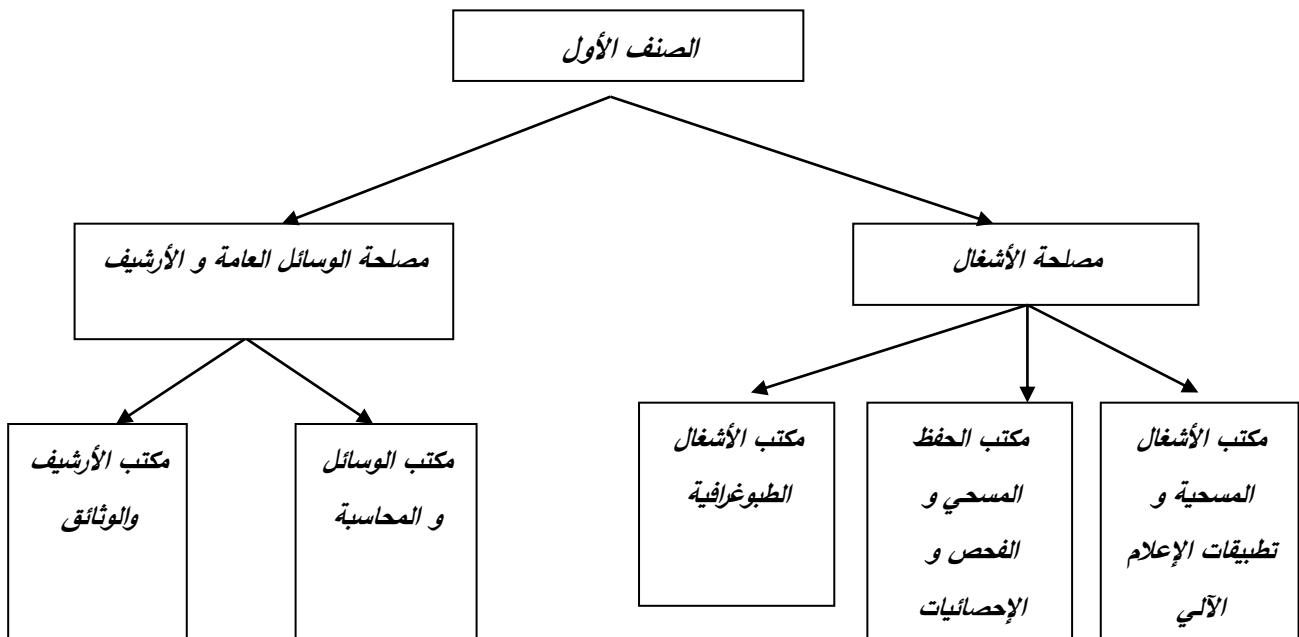 الصنف الأول
مصلحة الأشغال
مصلحة الوسائل العامة و الأرشيف
مكتب الأشغال
المسحية و
تطبيقات الإعلام
الآلي
مكتب الحفظ
المسحي و
الفحص و
الإحصائيات
مكتب الأشغال
الطبوغرافية
مكتب الوسائل
و المحاسبة
مكتب الأرشيف
والوثائق